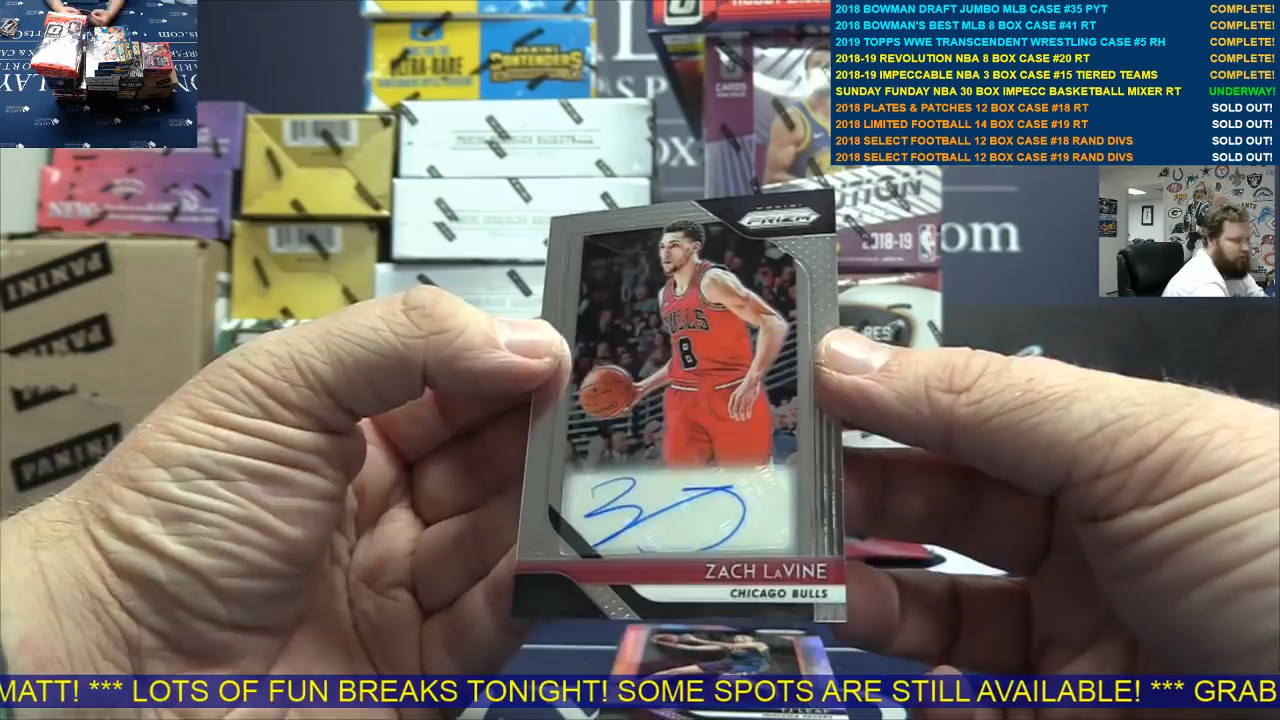 2018 BOWMAN DRAFT JUMBO MLB CASE #35 PYT COMPLETE!
2018 BOWMAN'S BEST MLB 8 BOX CASE #41 RT COMPLETE!
2019 TOPPS WWE TRANSCENDENT WRESTLING CASE #5 RH COMPLETE!
2018-19 REVOLUTION NBA 8 BOX CASE #20 RT COMPLETE!
2018-19 IMPECCABLE NBA 3 BOX CASE #15 TIERED TEAMS COMPLETE!
SUNDAY FUNDAY NBA 30 BOX IMPECC BASKETBALL MIXER RT UNDERWAY!
2018 PLATES & PATCHES 12 BOX CASE #18 RT SOLD OUT!
2018 LIMITED FOOTBALL 14 BOX CASE #19 RT SOLD OUT!
2018 SELECT FOOTBALL 12 BOX CASE #18 RAND DIVS SOLD OUT!
2018 SELECT FOOTBALL 12 BOX CASE #19 RAND DIVS SOLD OUT!
ULTRA-RARE
PANINI
CONTENDERS
CARDS
2018-19
om
PANINI
PANINI
PRIZM
BULLS
8
ZACH LaVINE
CHICAGO BULLS
MATT! *** LOTS OF FUN BREAKS TONIGHT! SOME SPOTS ARE STILL AVAILABLE! *** GRAB